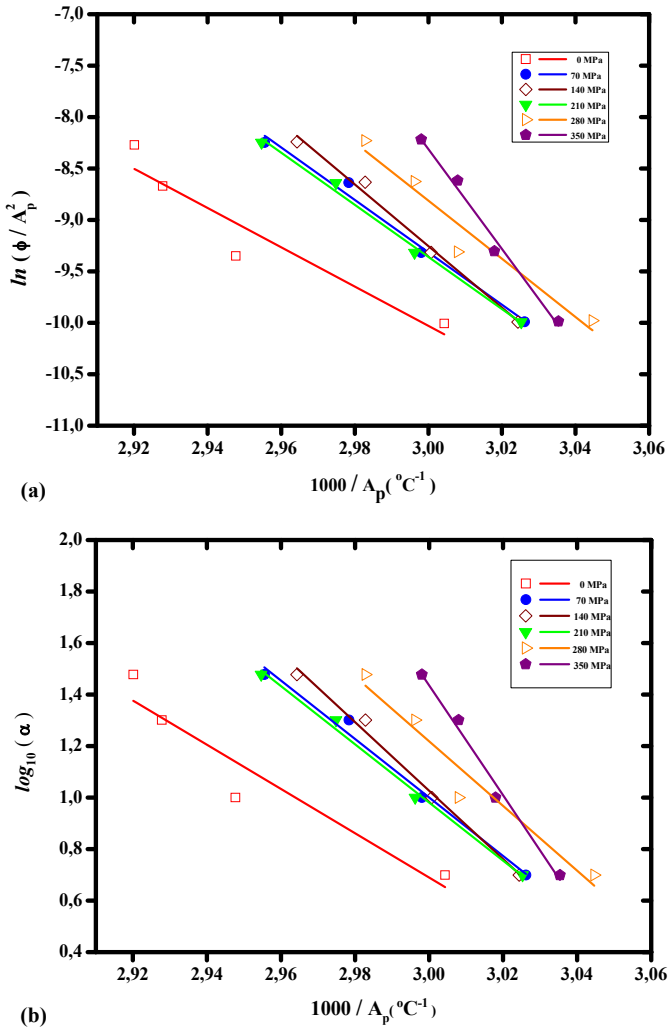 -7,0
-7,5
-8,0
-8,5
-9,0
-9,5
-10,0
-10,5
-11,0
ln ( ϕ / A_p^2 )
0 MPa
70 MPa
140 MPa
210 MPa
280 MPa
350 MPa
2,92 2,94 2,96 2,98 3,00 3,02 3,04 3,06
1000 / A_p ( °C^-1 )
(a)
2,0
1,8
1,6
1,4
1,2
1,0
0,8
0,6
0,4
log_10 ( α )
0 MPa
70 MPa
140 MPa
210 MPa
280 MPa
350 MPa
2,92 2,94 2,96 2,98 3,00 3,02 3,04 3,06
1000 / A_p ( °C^-1 )
(b)